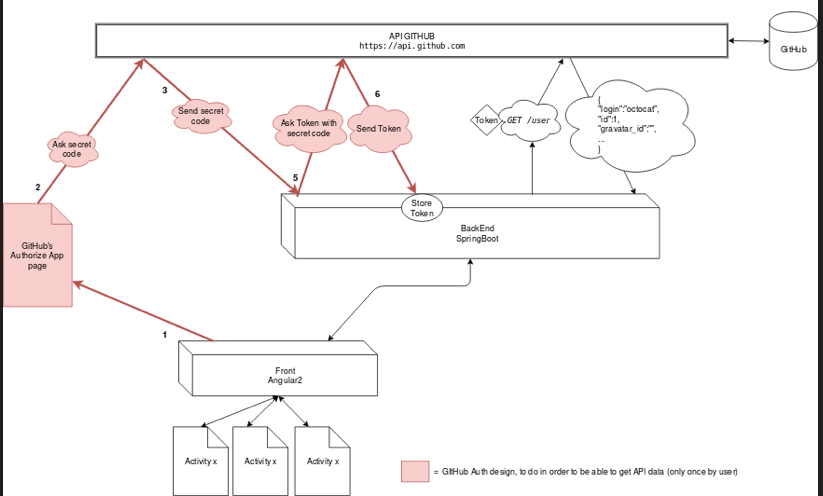 API GITHUB
https://api.github.com
GitHub
3
Send secret
code
6
Ask Token with
secret code
Send Token
Token
GET /user
{
"login":"octocat",
"id":1,
"gravatar_id":"",
...
}
Ask secret
code
2
5
Store
Token
GitHub's
Authorize App
page
BackEnd
SpringBoot
1
Front
Angular2
Activity x
Activity x
Activity x
= GitHub Auth design, to do in order to be able to get API data (only once by user)